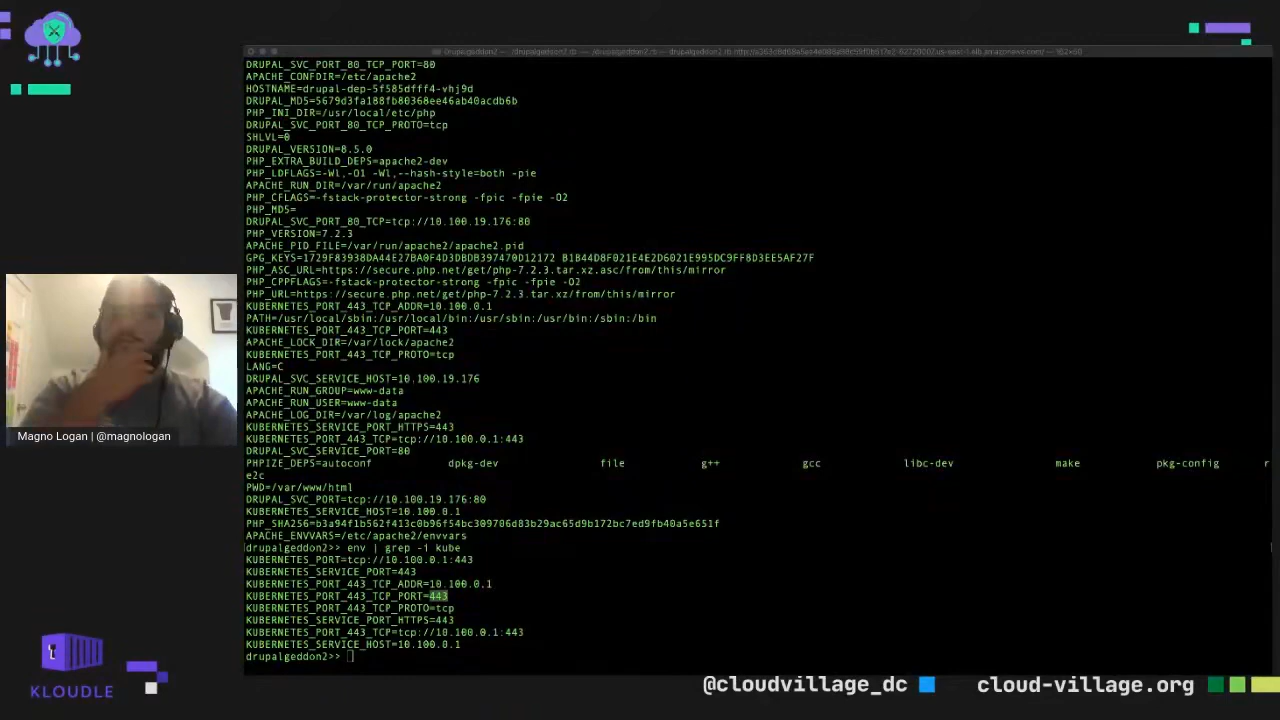 DRUPAL_SVC_PORT_80_TCP_PORT=80
APACHE_CONFDIR=/etc/apache2
HOSTNAME=drupal-dep-5f585dfff4-vhj9d
DRUPAL_MD5=5679d3fa188fb80368ee46ab40acdb6b
PHP_INI_DIR=/usr/local/etc/php
DRUPAL_SVC_PORT_80_TCP_PROTO=tcp
SHLVL=0
DRUPAL_VERSION=8.5.0
PHP_EXTRA_BUILD_DEPS=apache2-dev
PHP_LDFLAGS=-Wl,-O1 -Wl,--hash-style=both -pie
APACHE_RUN_DIR=/var/run/apache2
PHP_CFLAGS=-fstack-protector-strong -fpic -fpie -O2
PHP_MD5=
DRUPAL_SVC_PORT_80_TCP=tcp://10.100.19.176:80
PHP_VERSION=7.2.3
APACHE_PID_FILE=/var/run/apache2/apache2.pid
GPG_KEYS=1729F83938DA44E27BA0F4D3DBDB397470D12172 B1B44D8F021E4E2D6021E995DC9FF8D3EE5AF27F
PHP_ASC_URL=https://secure.php.net/get/php-7.2.3.tar.xz.asc/from/this/mirror
PHP_CPPFLAGS=-fstack-protector-strong -fpic -fpie -O2
PHP_URL=https://secure.php.net/get/php-7.2.3.tar.xz/from/this/mirror
KUBERNETES_PORT_443_TCP_ADDR=10.100.0.1
PATH=/usr/local/sbin:/usr/local/bin:/usr/sbin:/usr/bin:/sbin:/bin
KUBERNETES_PORT_443_TCP_PORT=443
APACHE_LOCK_DIR=/var/lock/apache2
KUBERNETES_PORT_443_TCP_PROTO=tcp
LANG=C
DRUPAL_SVC_SERVICE_HOST=10.100.19.176
APACHE_RUN_GROUP=www-data
APACHE_RUN_USER=www-data
APACHE_LOG_DIR=/var/log/apache2
KUBERNETES_SERVICE_PORT_HTTPS=443
KUBERNETES_PORT_443_TCP=tcp://10.100.0.1:443
DRUPAL_SVC_SERVICE_PORT=80
PHPIZE_DEPS=autoconf dpkg-dev file g++ gcc libc-dev make pkg-config r
e2c
PWD=/var/www/html
DRUPAL_SVC_PORT=tcp://10.100.19.176:80
KUBERNETES_SERVICE_HOST=10.100.0.1
PHP_SHA256=b3a94f1b562f413c0b96f54bc309706d83b29ac65d9b172bc7ed9fb40a5e651f
APACHE_ENVVARS=/etc/apache2/envvars
drupalgeddon2>> env | grep -i kube
KUBERNETES_PORT=tcp://10.100.0.1:443
KUBERNETES_SERVICE_PORT=443
KUBERNETES_PORT_443_TCP_ADDR=10.100.0.1
KUBERNETES_PORT_443_TCP_PORT=443
KUBERNETES_PORT_443_TCP_PROTO=tcp
KUBERNETES_SERVICE_PORT_HTTPS=443
KUBERNETES_PORT_443_TCP=tcp://10.100.0.1:443
KUBERNETES_SERVICE_HOST=10.100.0.1
drupalgeddon2>>
Magno Logan | @magnologan
KLOUDLE
@cloudvillage_dc
cloud-village.org